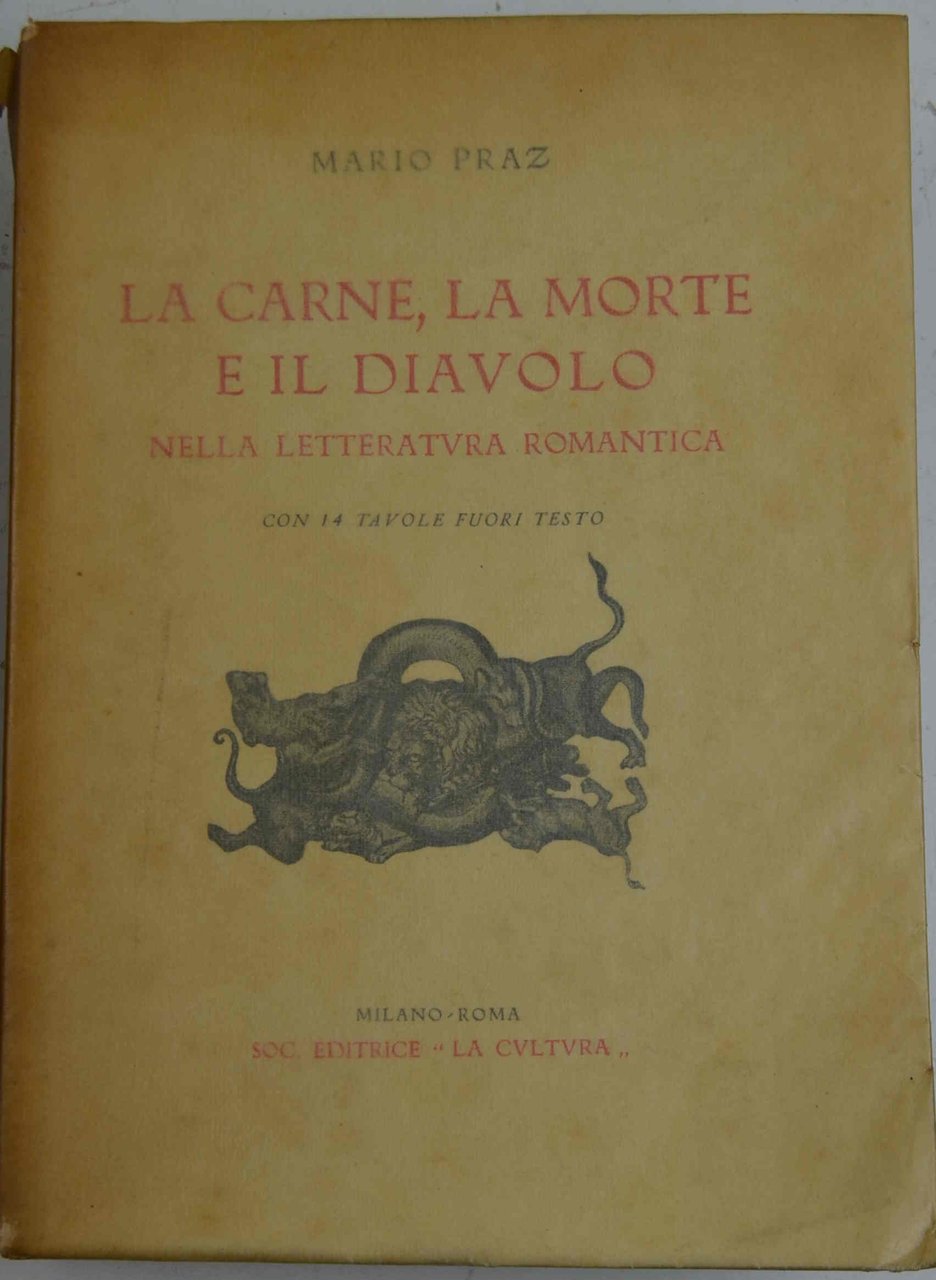 MARIO PRAZ
LA CARNE, LA MORTE
E IL DIAVOLO
NELLA LETTERATVRA ROMANTICA
CON 14 TAVOLE FUORI TESTO
MILANO-ROMA
SOC. EDITRICE “ LA CVLTVRA „